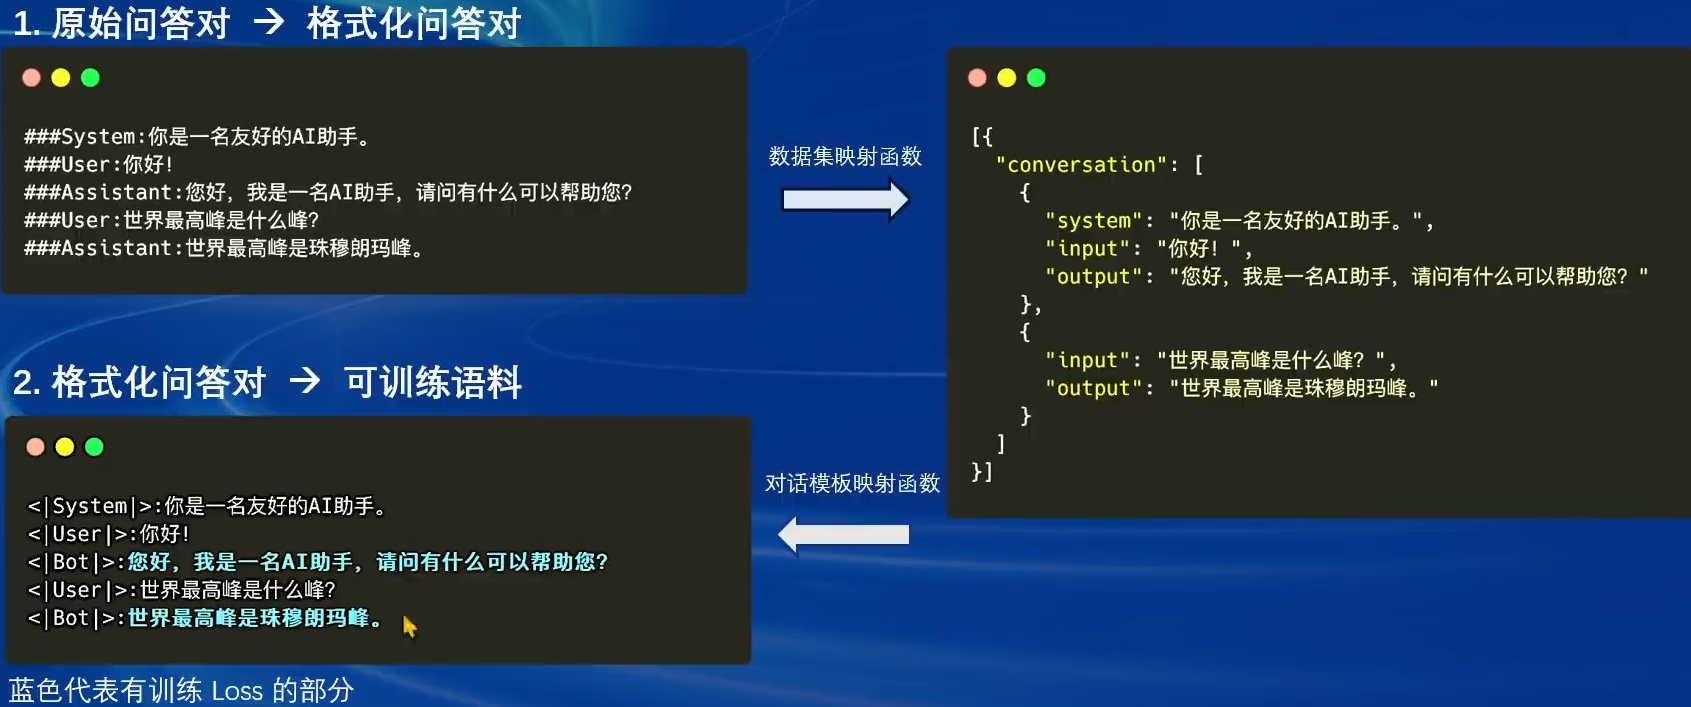 1. 原始问答对 → 格式化问答对
###System:你是一名友好的AI助手。
###User:你好!
###Assistant:您好，我是一名AI助手，请问有什么可以帮助您?
###User:世界最高峰是什么峰?
###Assistant:世界最高峰是珠穆朗玛峰。
数据集映射函数
[{
"conversation": [
{
"system": "你是一名友好的AI助手。",
"input": "你好! ",
"output": "您好，我是一名AI助手，请问有什么可以帮助您? "
},
{
"input": "世界最高峰是什么峰? ",
"output": "世界最高峰是珠穆朗玛峰。"
}
]
}]
对话模板映射函数
2. 格式化问答对 → 可训练语料
<|System|>:你是一名友好的AI助手。
<|User|>:你好!
<|Bot|>:您好，我是一名AI助手，请问有什么可以帮助您?
<|User|>:世界最高峰是什么峰?
<|Bot|>:世界最高峰是珠穆朗玛峰。
蓝色代表有训练 Loss 的部分